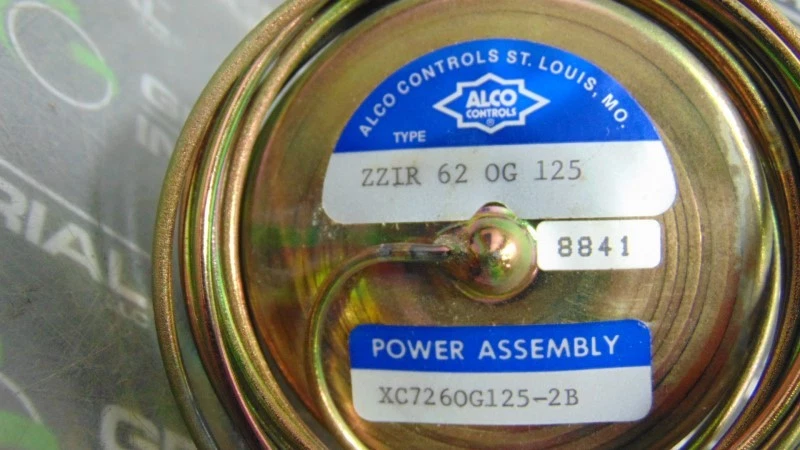 ALCO CONTROLS ST. LOUIS, MO.
ALCO
CONTROLS
®
TYPE
ZZIR 62 OG 125
8841
POWER ASSEMBLY
XC726OG125-2B